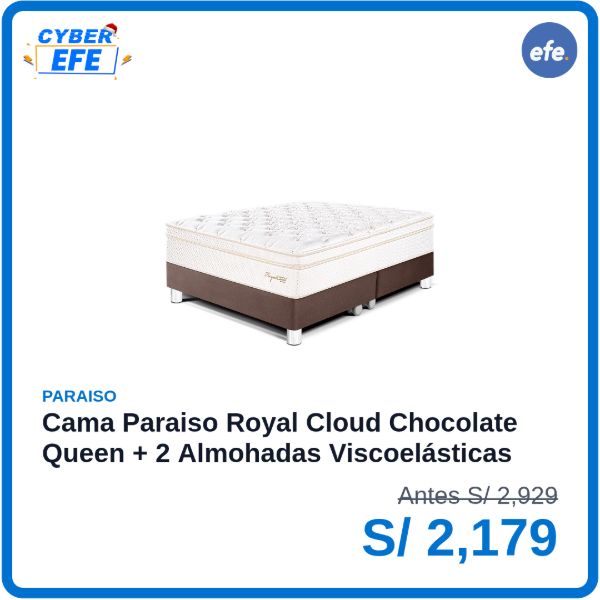 CYBER
EFE
efe.
PARAISO
Cama Paraiso Royal Cloud Chocolate
Queen + 2 Almohadas Viscoelásticas
Antes S/ 2,929
S/ 2,179